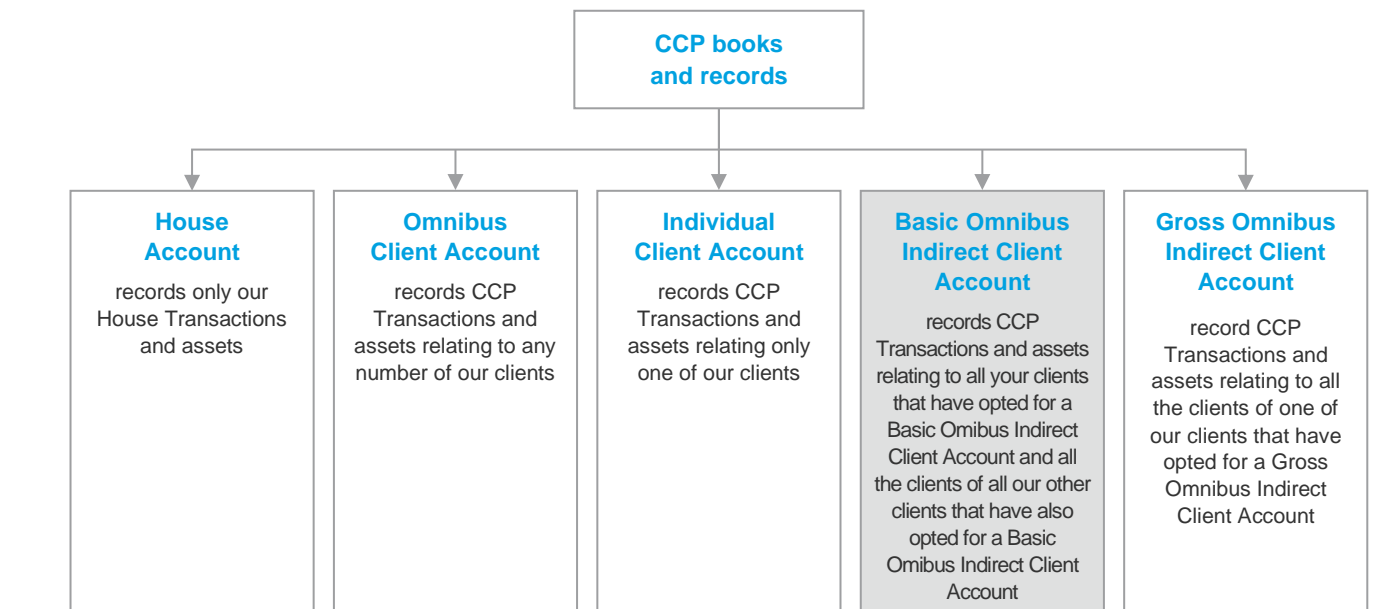 CCP books
and records
House
Account
records only our
House Transactions
and assets
Omnibus
Client Account
records CCP
Transactions and
assets relating to any
number of our clients
Individual
Client Account
records CCP
Transactions and
assets relating only
one of our clients
Basic Omnibus
Indirect Client
Account
records CCP
Transactions and assets
relating to all your clients
that have opted for a
Basic Omibus Indirect
Client Account and all
the clients of all our other
clients that have also
opted for a Basic
Omibus Indirect Client
Account
Gross Omnibus
Indirect Client
Account
record CCP
Transactions and
assets relating to all
the clients of one of
our clients that have
opted for a Gross
Omnibus Indirect
Client Account